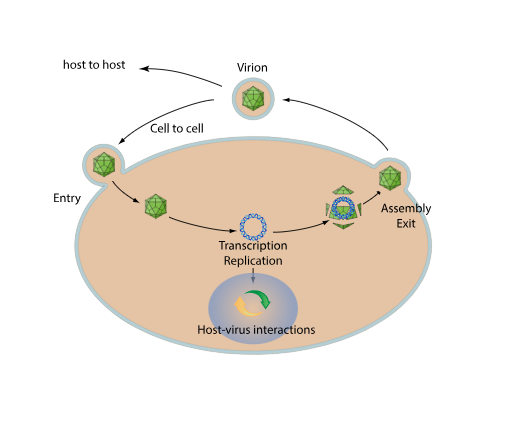 host to host
Virion
Cell to cell
Entry
Assembly
Exit
Transcription
Replication
Host-virus interactions